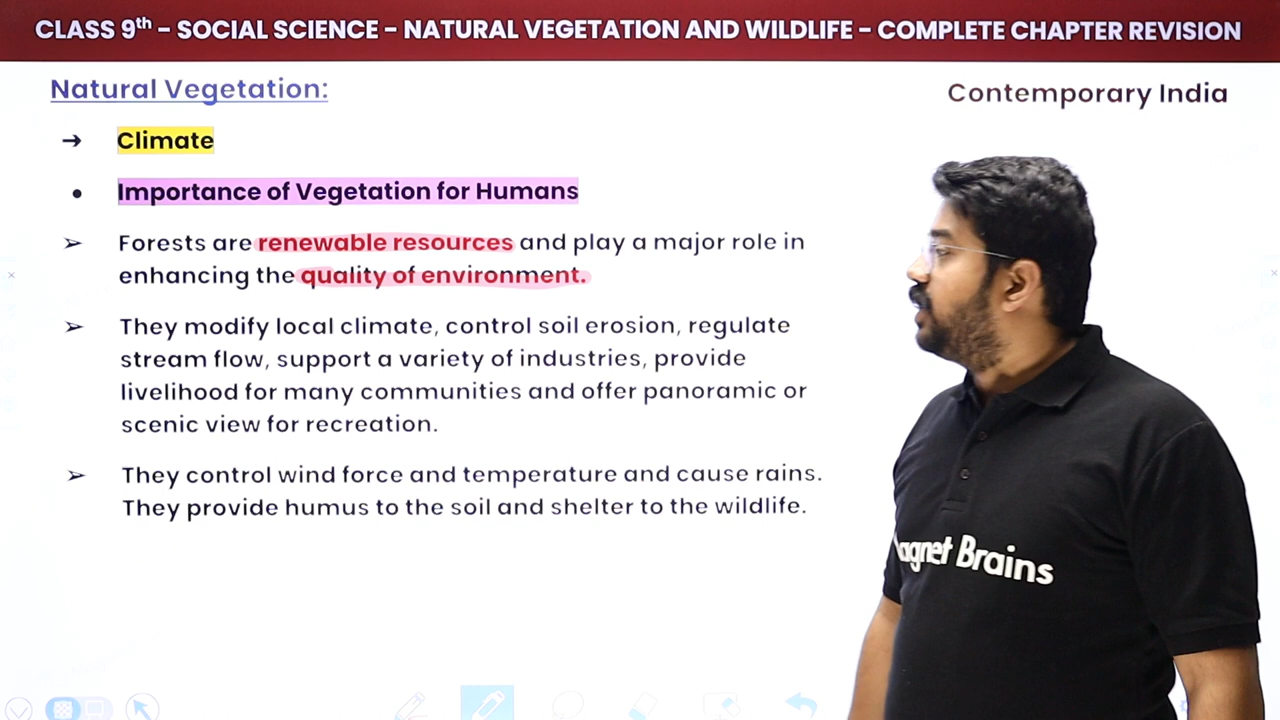 CLASS 9th – SOCIAL SCIENCE – NATURAL VEGETATION AND WILDLIFE – COMPLETE CHAPTER REVISION
Natural Vegetation:
Contemporary India
→ Climate
• Importance of Vegetation for Humans
➢ Forests are renewable resources and play a major role in
enhancing the quality of environment.
➢ They modify local climate, control soil erosion, regulate
stream flow, support a variety of industries, provide
livelihood for many communities and offer panoramic or
scenic view for recreation.
➢ They control wind force and temperature and cause rains.
They provide humus to the soil and shelter to the wildlife.
agnet Brains